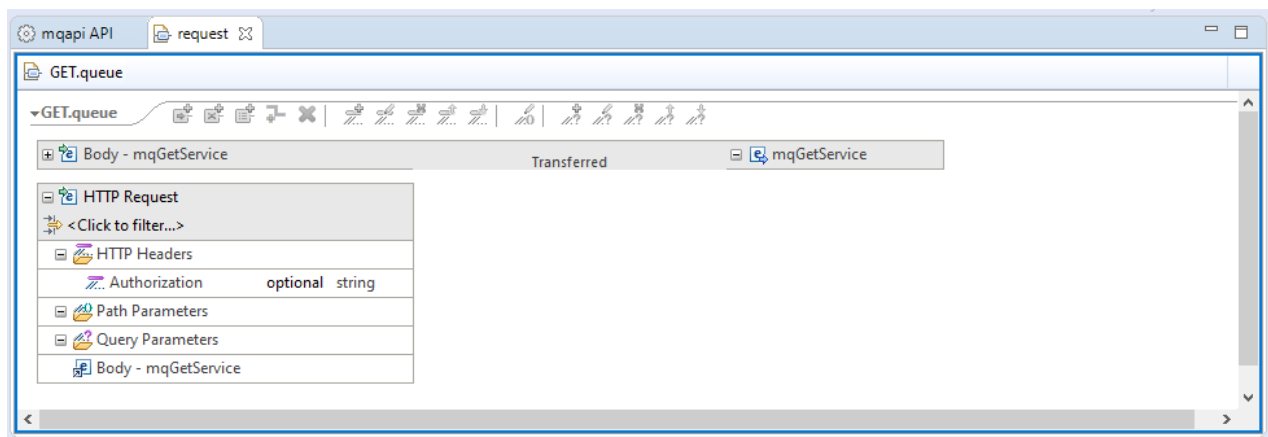 mqapi API request
GET.queue
GET.queue
Body - mqGetService Transferred mqGetService
HTTP Request
<Click to filter...>
HTTP Headers
Authorization optional string
Path Parameters
Query Parameters
Body - mqGetService